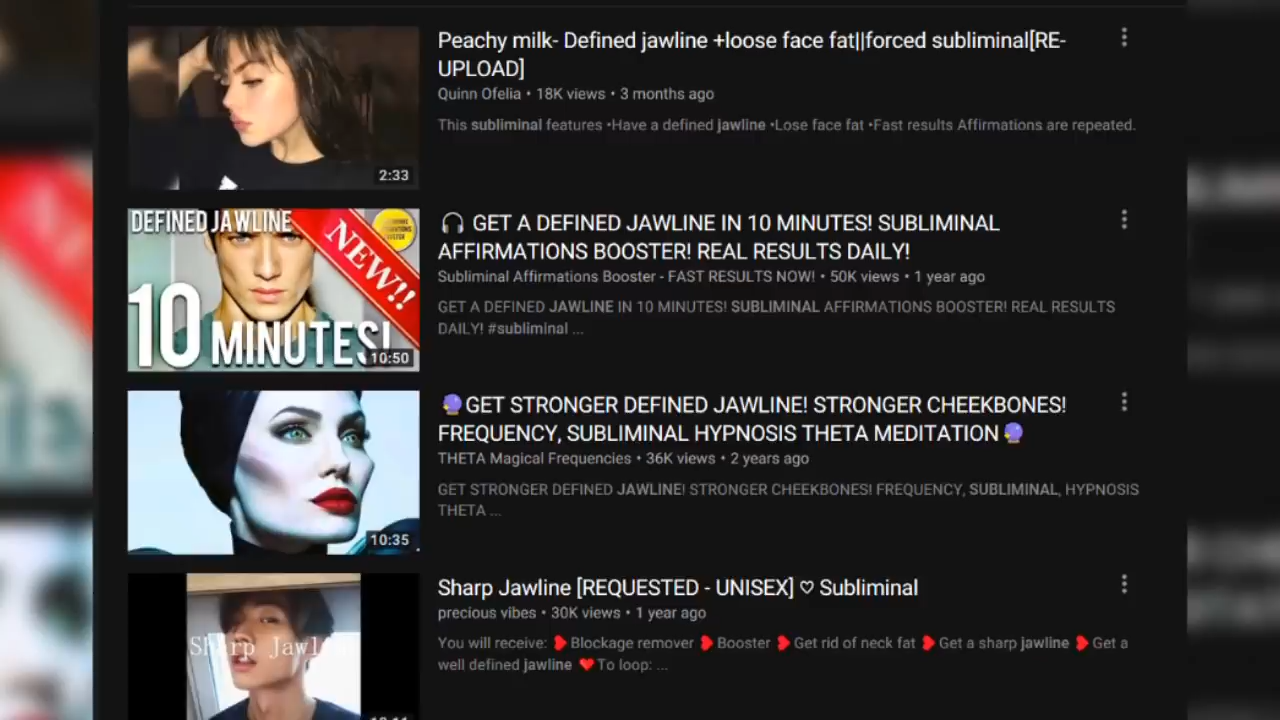 Peachy milk- Defined jawline +loose face fat||forced subliminal[RE-
UPLOAD]
Quinn Ofelia • 18K views • 3 months ago
This subliminal features •Have a defined jawline •Lose face fat •Fast results Affirmations are repeated.
2:33
DEFINED JAWLINE
NEW!!
10 MINUTES!
10:50
🎧 GET A DEFINED JAWLINE IN 10 MINUTES! SUBLIMINAL
AFFIRMATIONS BOOSTER! REAL RESULTS DAILY!
Subliminal Affirmations Booster - FAST RESULTS NOW! • 50K views • 1 year ago
GET A DEFINED JAWLINE IN 10 MINUTES! SUBLIMINAL AFFIRMATIONS BOOSTER! REAL RESULTS
DAILY! #subliminal ...
🔮GET STRONGER DEFINED JAWLINE! STRONGER CHEEKBONES!
FREQUENCY, SUBLIMINAL HYPNOSIS THETA MEDITATION🔮
THETA Magical Frequencies • 36K views • 2 years ago
GET STRONGER DEFINED JAWLINE! STRONGER CHEEKBONES! FREQUENCY, SUBLIMINAL, HYPNOSIS
THETA ...
10:35
Sharp Jawline [REQUESTED - UNISEX] ♡ Subliminal
precious vibes • 30K views • 1 year ago
You will receive: ❥Blockage remover ❥Booster ❥Get rid of neck fat ❥Get a sharp jawline ❥Get a
well defined jawline ❤To loop: ...
Sharp